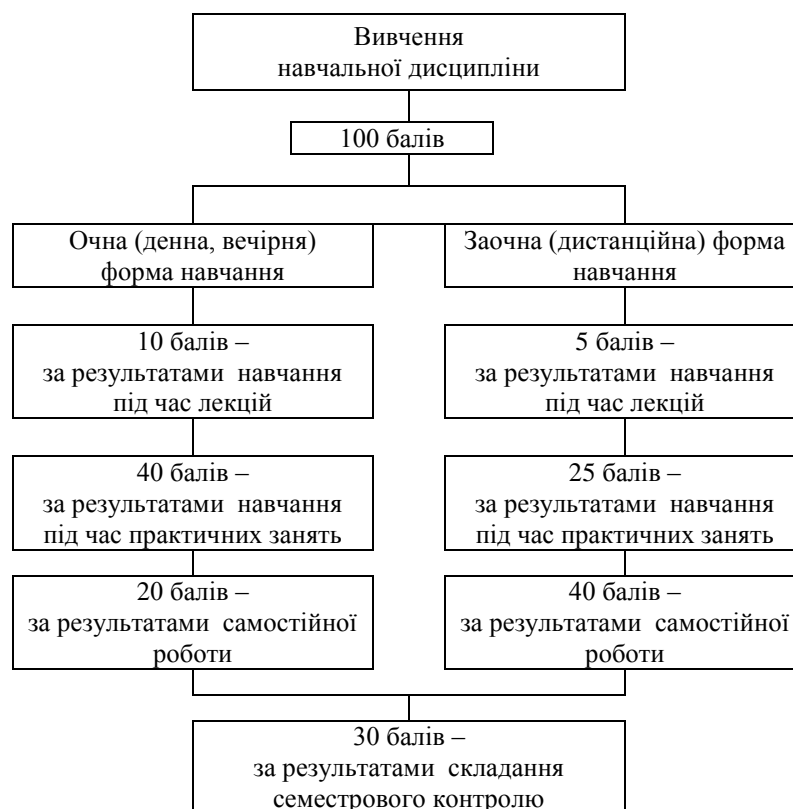 Вивчення
навчальної дисципліни
100 балів
Очна (денна, вечірня)
форма навчання
Заочна (дистанційна) форма
навчання
10 балів –
за результатами навчання
під час лекцій
5 балів –
за результатами навчання
під час лекцій
40 балів –
за результатами навчання
під час практичних занять
25 балів –
за результатами навчання
під час практичних занять
20 балів –
за результатами самостійної
роботи
40 балів –
за результатами самостійної
роботи
30 балів –
за результатами складання
семестрового контролю